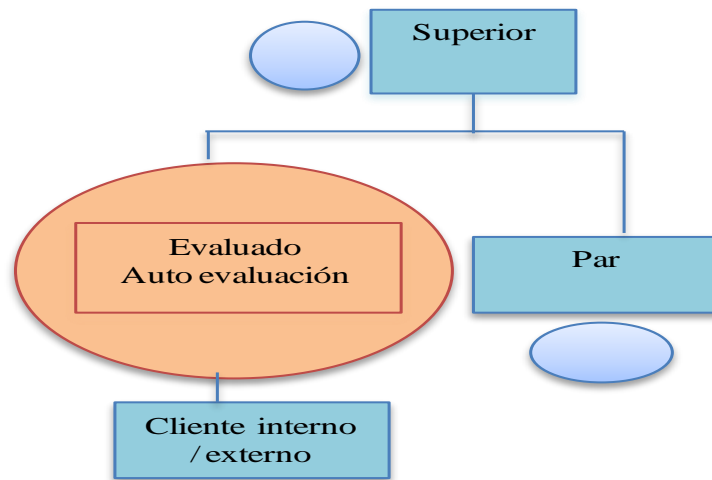 Superior
Evaluado
Auto evaluación
Par
Cliente interno
/ externo